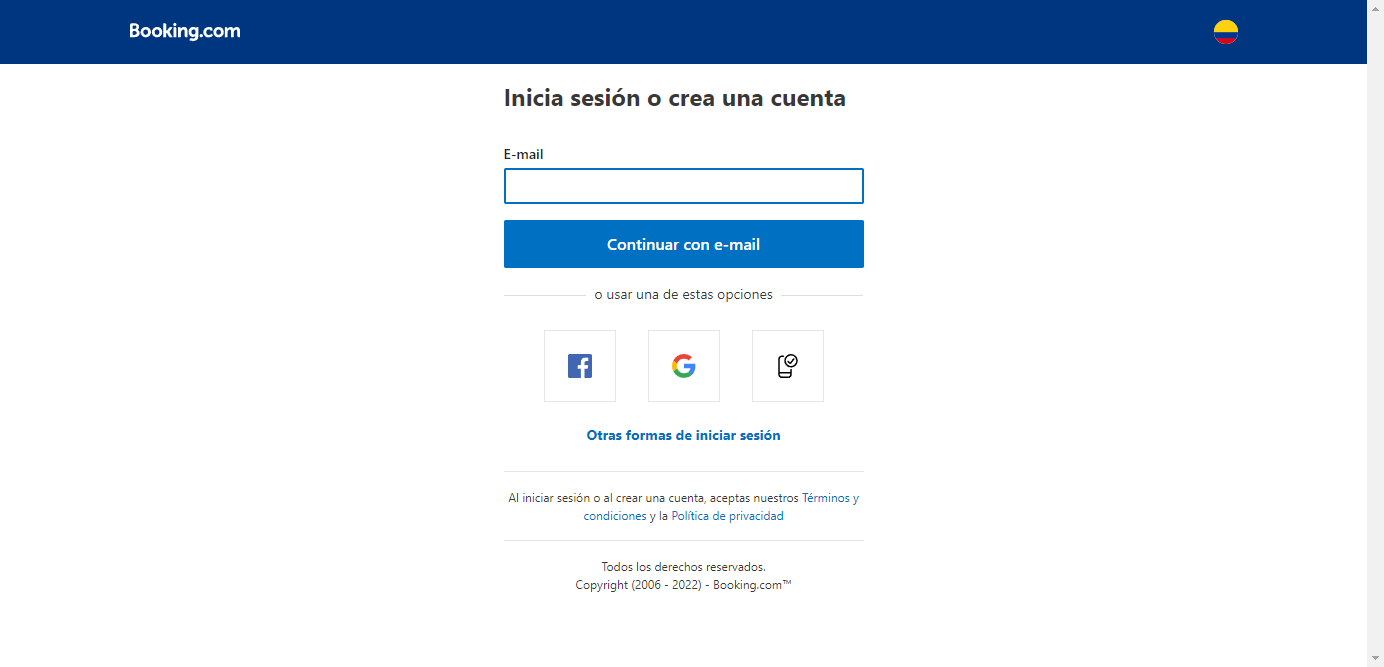 Booking.com
Inicia sesión o crea una cuenta
E-mail
Continuar con e-mail
o usar una de estas opciones
Otras formas de iniciar sesión
Al iniciar sesión o al crear una cuenta, aceptas nuestros Términos y
condiciones y la Política de privacidad
Todos los derechos reservados.
Copyright (2006 - 2022) - Booking.com™